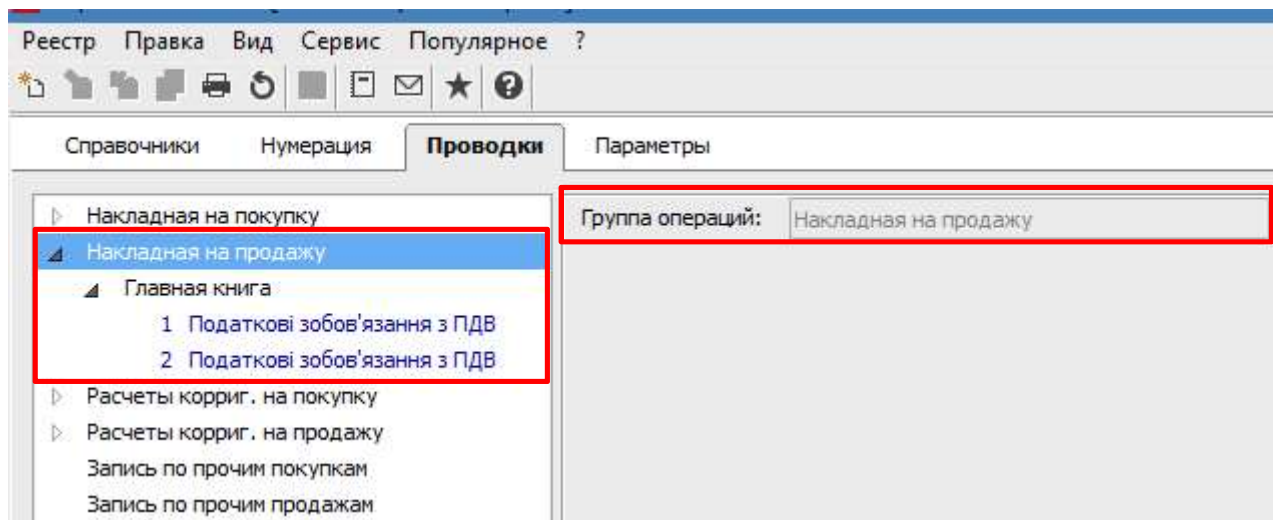 Реестр Правка Вид Сервис Популярное ?
Справочники Нумерация Проводки Параметры
Накладная на покупку
Накладная на продажу
Главная книга
1 Податкові зобов'язання з ПДВ
2 Податкові зобов'язання з ПДВ
Расчеты корриг. на покупку
Расчеты корриг. на продажу
Запись по прочим покупкам
Запись по прочим продажам
Группа операций: Накладная на продажу